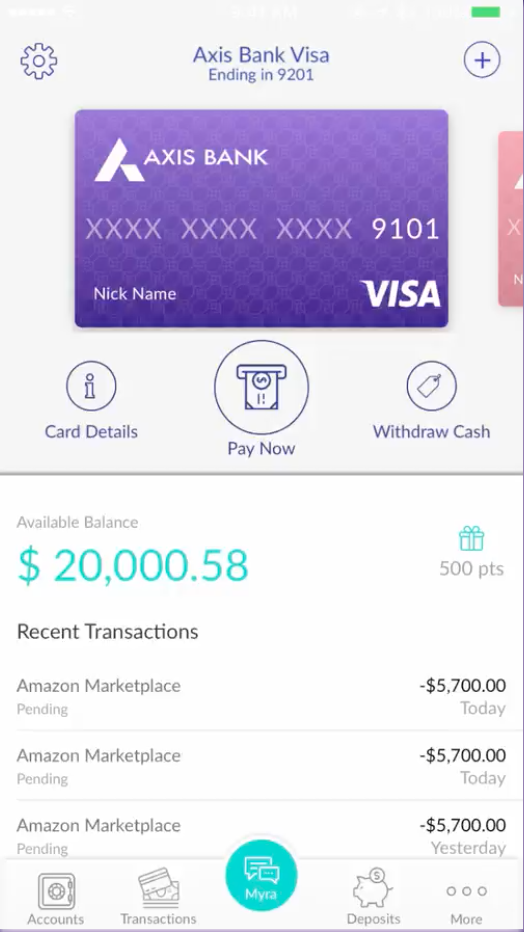 Axis Bank Visa
Ending in 9201
AXIS BANK
XXXX XXXX XXXX 9101
Nick Name
VISA
Card Details
Pay Now
Withdraw Cash
Available Balance
$ 20,000.58
500 pts
Recent Transactions
Amazon Marketplace -$5,700.00
Pending Today
Amazon Marketplace -$5,700.00
Pending Today
Amazon Marketplace -$5,700.00
Pending Yesterday
Accounts Transactions Myra Deposits More